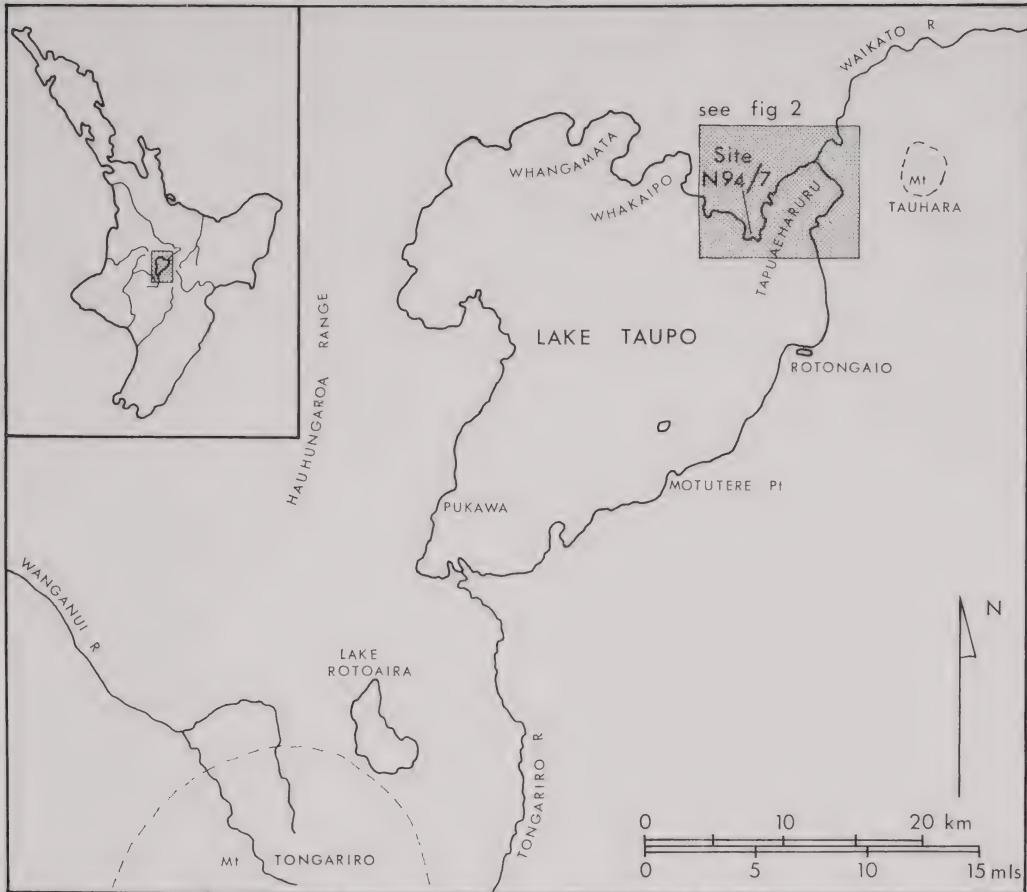 WAIKATO R
see fig 2
Site
N94/7
WHANGAMATA
WHAKAIPO
TAPUAEHARURU
Mt
TAUHARA
HAUHUNGAROA RANGE
LAKE TAUPO
ROTONGAIO
MOTUTERE Pt
PUKAWA
WANGANUI R
LAKE
ROTOAIRA
TONGARIRO R
Mt TONGARIRO
N
0 10 20 km
0 5 10 15 mls